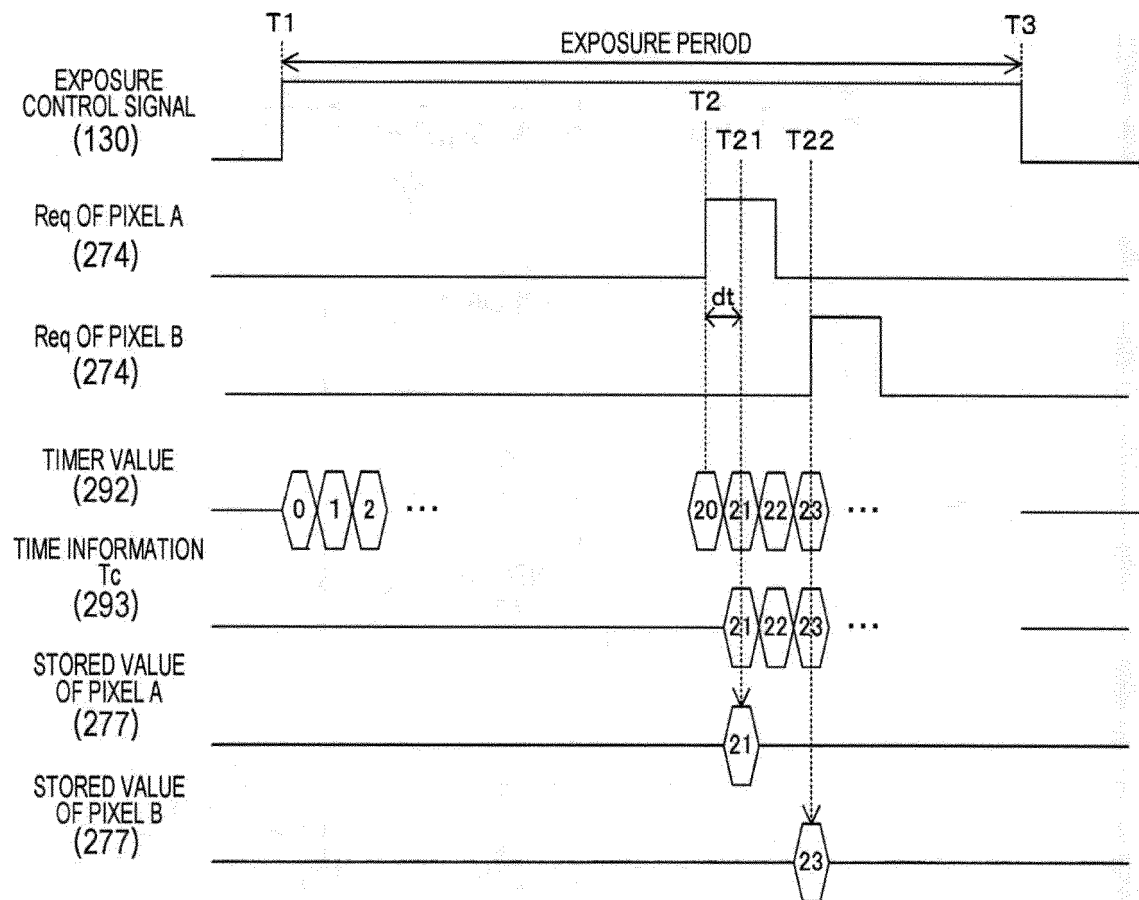 T1
T3
EXPOSURE PERIOD
EXPOSURE
CONTROL SIGNAL
(130)
T2
T21
T22
Req OF PIXEL A
(274)
dt
Req OF PIXEL B
(274)
TIMER VALUE
(292)
0 1 2 ... 20 21 22 23 ...
TIME INFORMATION
Tc
(293)
21 22 23 ...
STORED VALUE
OF PIXEL A
(277)
21
STORED VALUE
OF PIXEL B
(277)
23